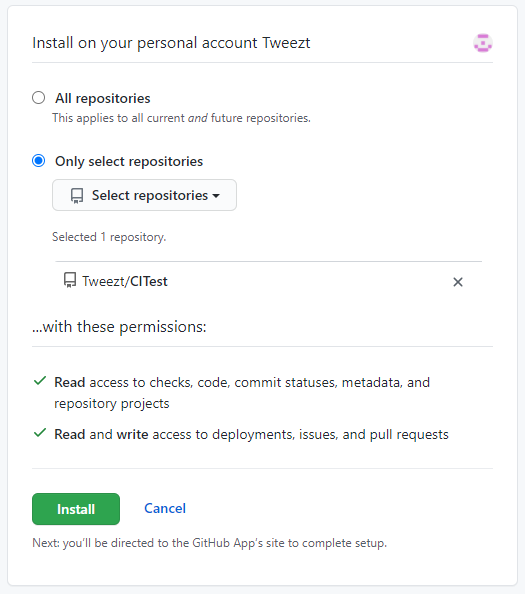 Install on your personal account Tweezt
All repositories
This applies to all current and future repositories.
Only select repositories
Select repositories
Selected 1 repository.
Tweezt/CITest
...with these permissions:
Read access to checks, code, commit statuses, metadata, and
repository projects
Read and write access to deployments, issues, and pull requests
Install
Cancel
Next: you'll be directed to the GitHub App's site to complete setup.